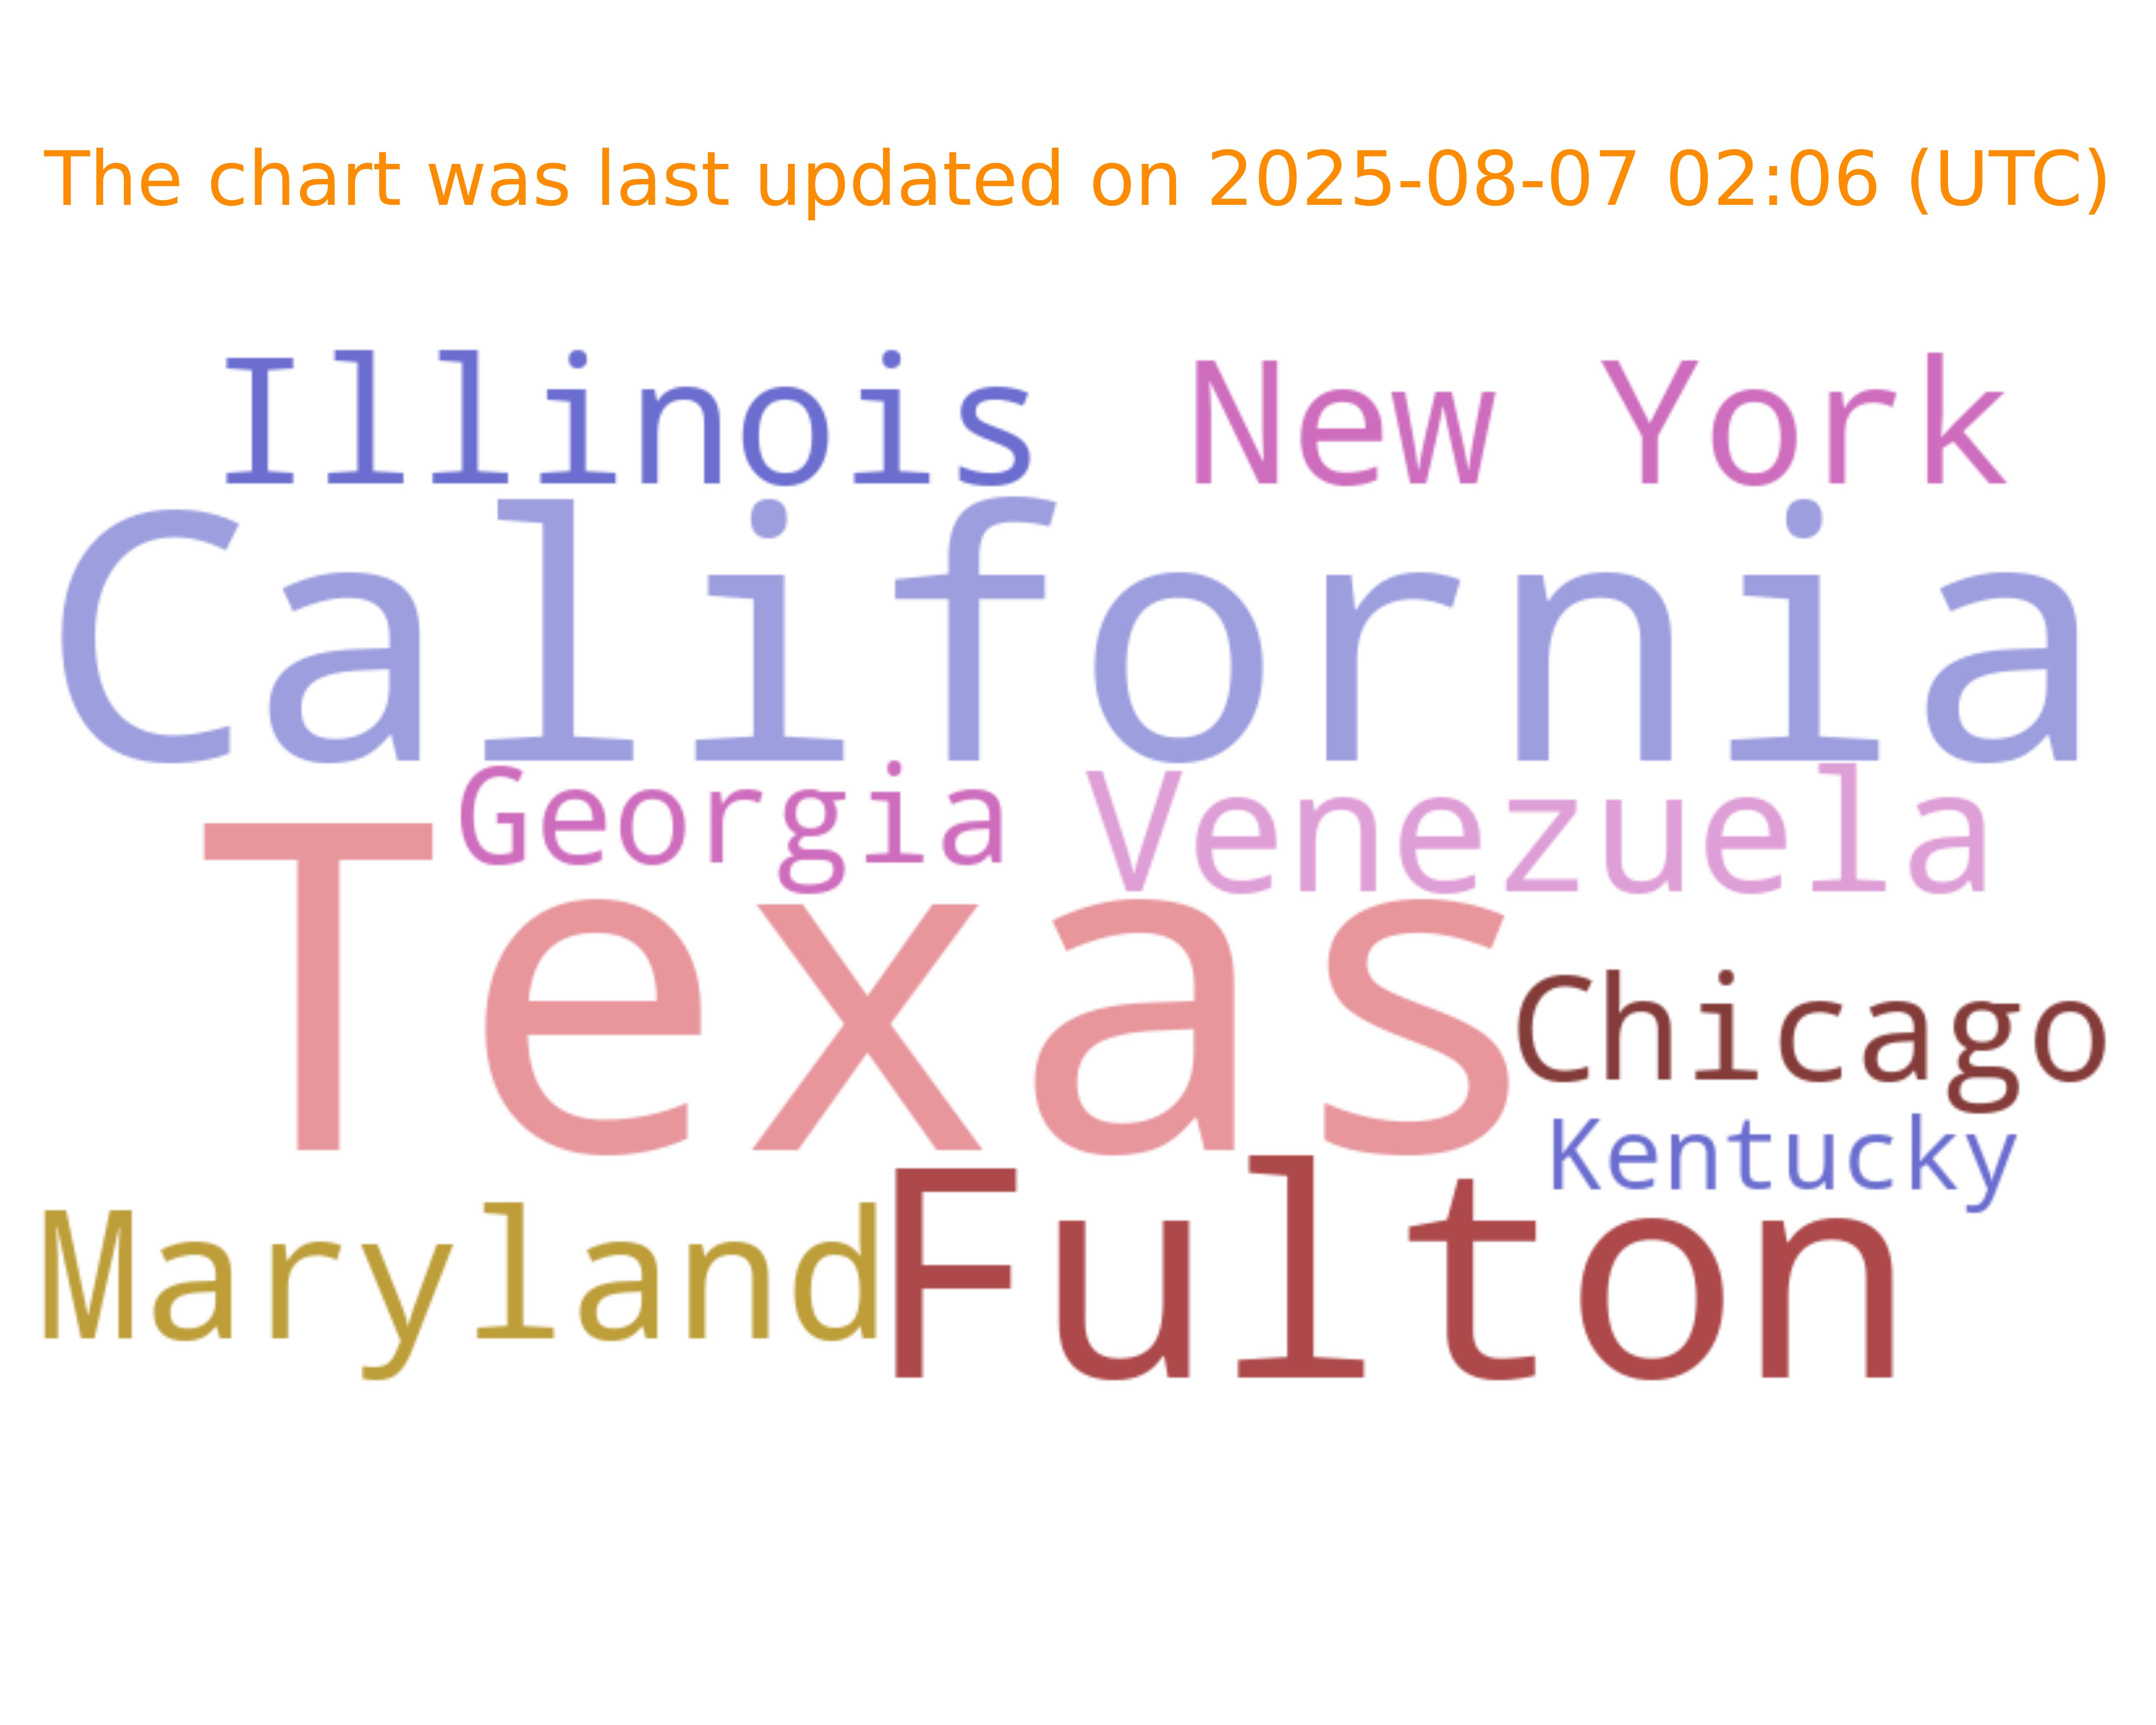 The chart was last updated on 2025-08-07 02:06 (UTC)
Illinois New York
California
Georgia Venezuela
Texas
Chicago
Kentucky
Maryland Fulton